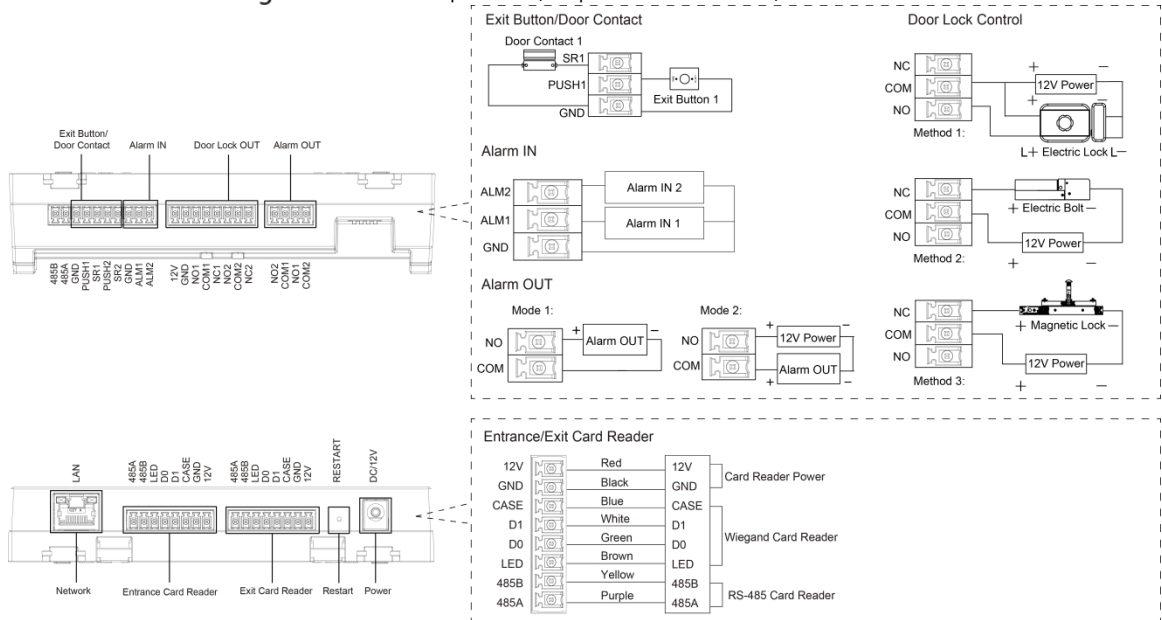 Exit Button/Door Contact
Door Contact 1
SR1
PUSH1
GND
Exit Button 1
Door Lock Control
NC
COM
NO
+ −
12V Power
+ −
Method 1:
L+ Electric Lock L−
NC
COM
NO
+ Electric Bolt −
12V Power
Method 2:
+ −
NC
COM
NO
+ Magnetic Lock −
12V Power
Method 3:
+ −
Alarm IN
ALM2
ALM1
GND
Alarm IN 2
Alarm IN 1
Alarm OUT
Mode 1:
NO
COM
+ Alarm OUT −
Mode 2:
NO
COM
+ −
12V Power
Alarm OUT
+ −
Exit Button/
Door Contact
Alarm IN
Door Lock OUT
Alarm OUT
485B
485A
GND
PUSH1
SR1
PUSH2
SR2
GND
ALM1
ALM2
12V
GND
NO1
COM1
NC1
NO2
COM2
NC2
NO2
COM1
NO1
COM2
LAN
485A
485B
LED
D0
D1
CASE
GND
12V
485A
485B
LED
D0
D1
CASE
GND
12V
RESTART
DC/12V
Network
Entrance Card Reader
Exit Card Reader
Restart
Power
Entrance/Exit Card Reader
12V Red 12V
GND Black GND
CASE Blue CASE
D1 White D1
D0 Green D0
LED Brown LED
485B Yellow 485B
485A Purple 485A
Card Reader Power
Wiegand Card Reader
RS-485 Card Reader